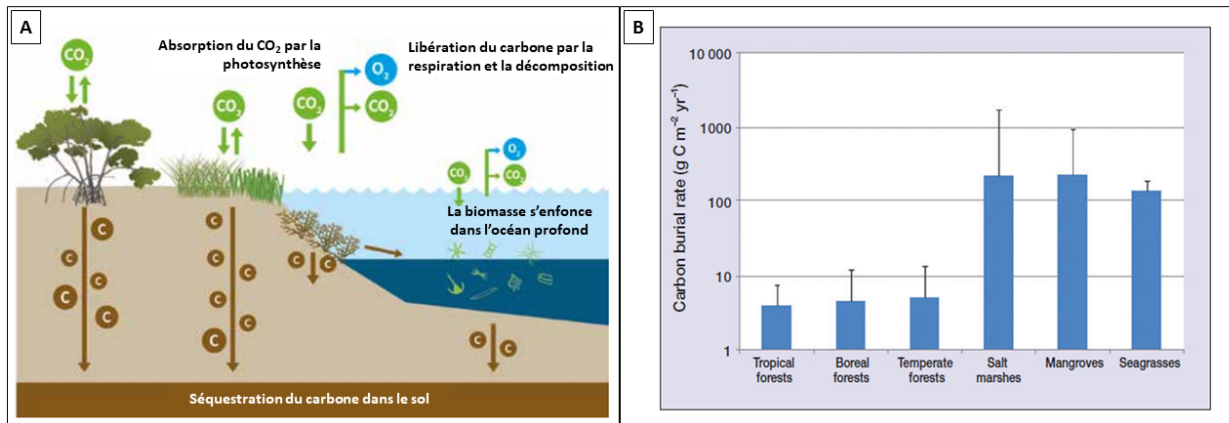 A
Absorption du CO₂ par la
photosynthèse
Libération du carbone par la
respiration et la décomposition
CO₂
O₂
CO₂
CO₂
CO₂
O₂
CO₂
CO₂
La biomasse s'enfonce
dans l'océan profond
C
C
C
C
C
C
C
C
C
C
C
C
C
Séquestration du carbone dans le sol
B
Carbon burial rate (g C m⁻² yr⁻¹)
10 000
1000
100
10
1
Tropical
forests
Boreal
forests
Temperate
forests
Salt
marshes
Mangroves
Seagrasses